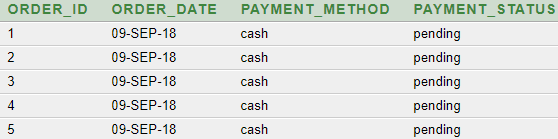 ORDER_ID ORDER_DATE PAYMENT_METHOD PAYMENT_STATUS
1 09-SEP-18 cash pending
2 09-SEP-18 cash pending
3 09-SEP-18 cash pending
4 09-SEP-18 cash pending
5 09-SEP-18 cash pending